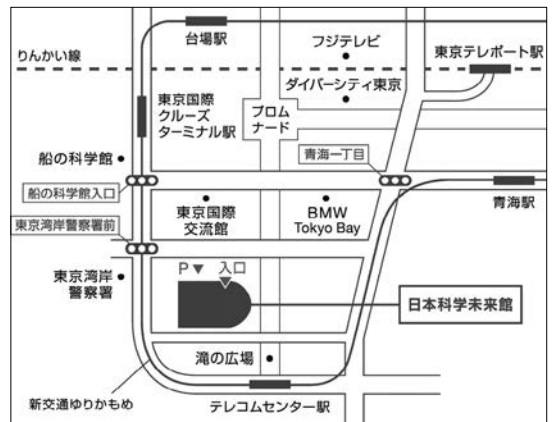 台場駅
フジテレビ
東京テレポート駅
りんかい線
ダイバーシティ東京
東京国際
クルーズ
ターミナル駅
プロム
ナード
船の科学館
青海一丁目
船の科学館入口
東京国際
交流館
BMW
Tokyo Bay
青海駅
東京湾岸警察署前
東京湾岸
警察署
P▼ 入口
日本科学未来館
滝の広場
新交通ゆりかもめ
テレコムセンター駅